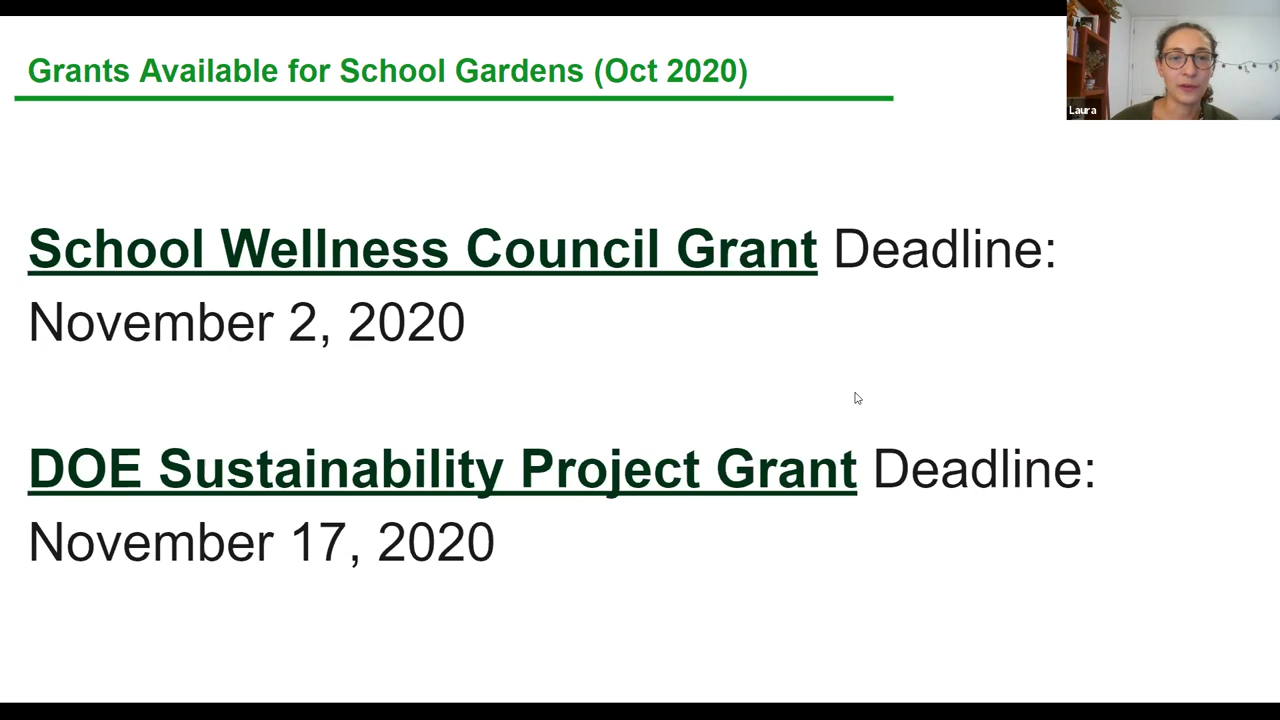 Grants Available for School Gardens (Oct 2020)
Laura
School Wellness Council Grant Deadline:
November 2, 2020
DOE Sustainability Project Grant Deadline:
November 17, 2020